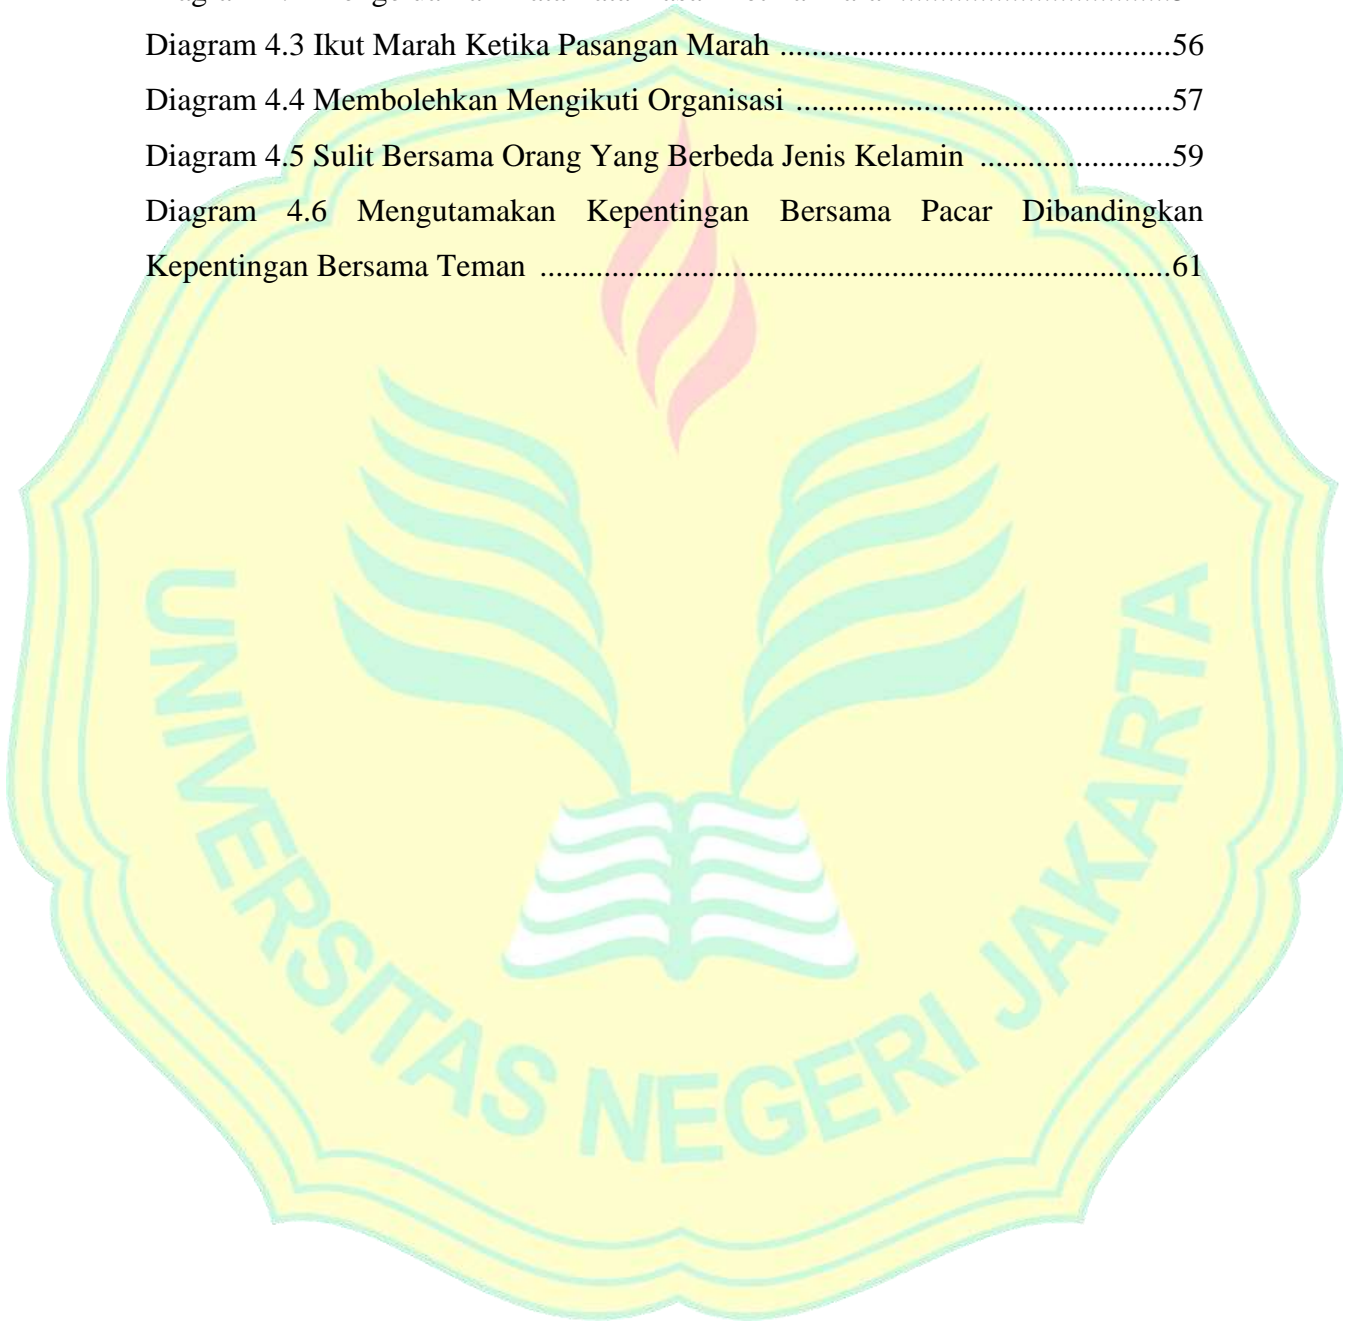 Diagram 4.3 Ikut Marah Ketika Pasangan Marah ................................................56
Diagram 4.4 Membolehkan Mengikuti Organisasi ...............................................57
Diagram 4.5 Sulit Bersama Orang Yang Berbeda Jenis Kelamin ........................59
Diagram 4.6 Mengutamakan Kepentingan Bersama Pacar Dibandingkan
Kepentingan Bersama Teman ...............................................................................61
UNIVERSITAS NEGERI JAKARTA